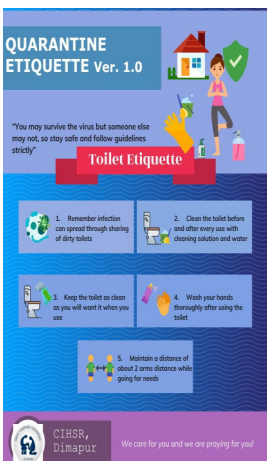 QUARANTINE
ETIQUETTE Ver. 1.0
"You may survive the virus but someone else
may not, so stay safe and follow guidelines
strictly"
Toilet Etiquette
1. Remember infection
can spread through sharing
of dirty toilets
2. Clean the toilet before
and after every use with
cleaning solution and water
3. Keep the toilet as clean
as you will want it when you
use
4. Wash your hands
thoroughly after using the
toilet
5. Maintain a distance of
about 2 arms distance while
going for needs
CIHSR,
Dimapur
We care for you and we are praying for you!